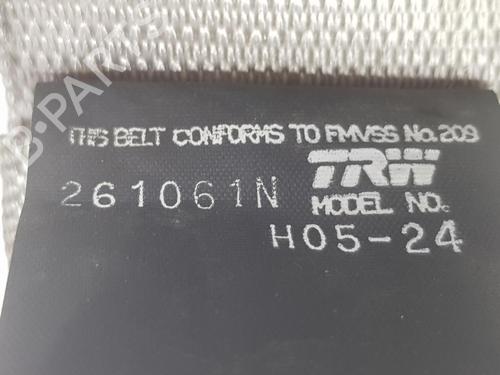 B-PARTS
THIS BELT CONFORMS TO FMVSS No. 209
261061N TRW
MODEL NO.
H05-24